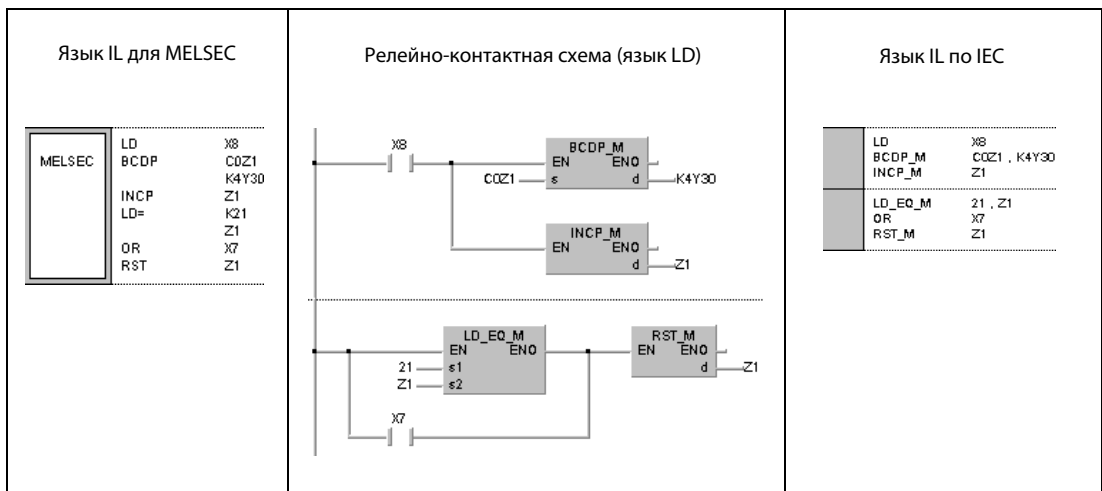 Язык IL для MELSEC
MELSEC
LD X8
BCDP C0Z1
K4Y30
INCP Z1
LD= K21
Z1
OR X7
RST Z1
Релейно-контактная схема (язык LD)
X8
BCDP_M
EN ENO
C0Z1 s d K4Y30
INCP_M
EN ENO
d Z1
LD_EQ_M
EN ENO
21 s1
Z1 s2
RST_M
EN ENO
d Z1
X7
Язык IL по IEC
LD X8
BCDP_M C0Z1 , K4Y30
INCP_M Z1
LD_EQ_M 21 , Z1
OR X7
RST_M Z1